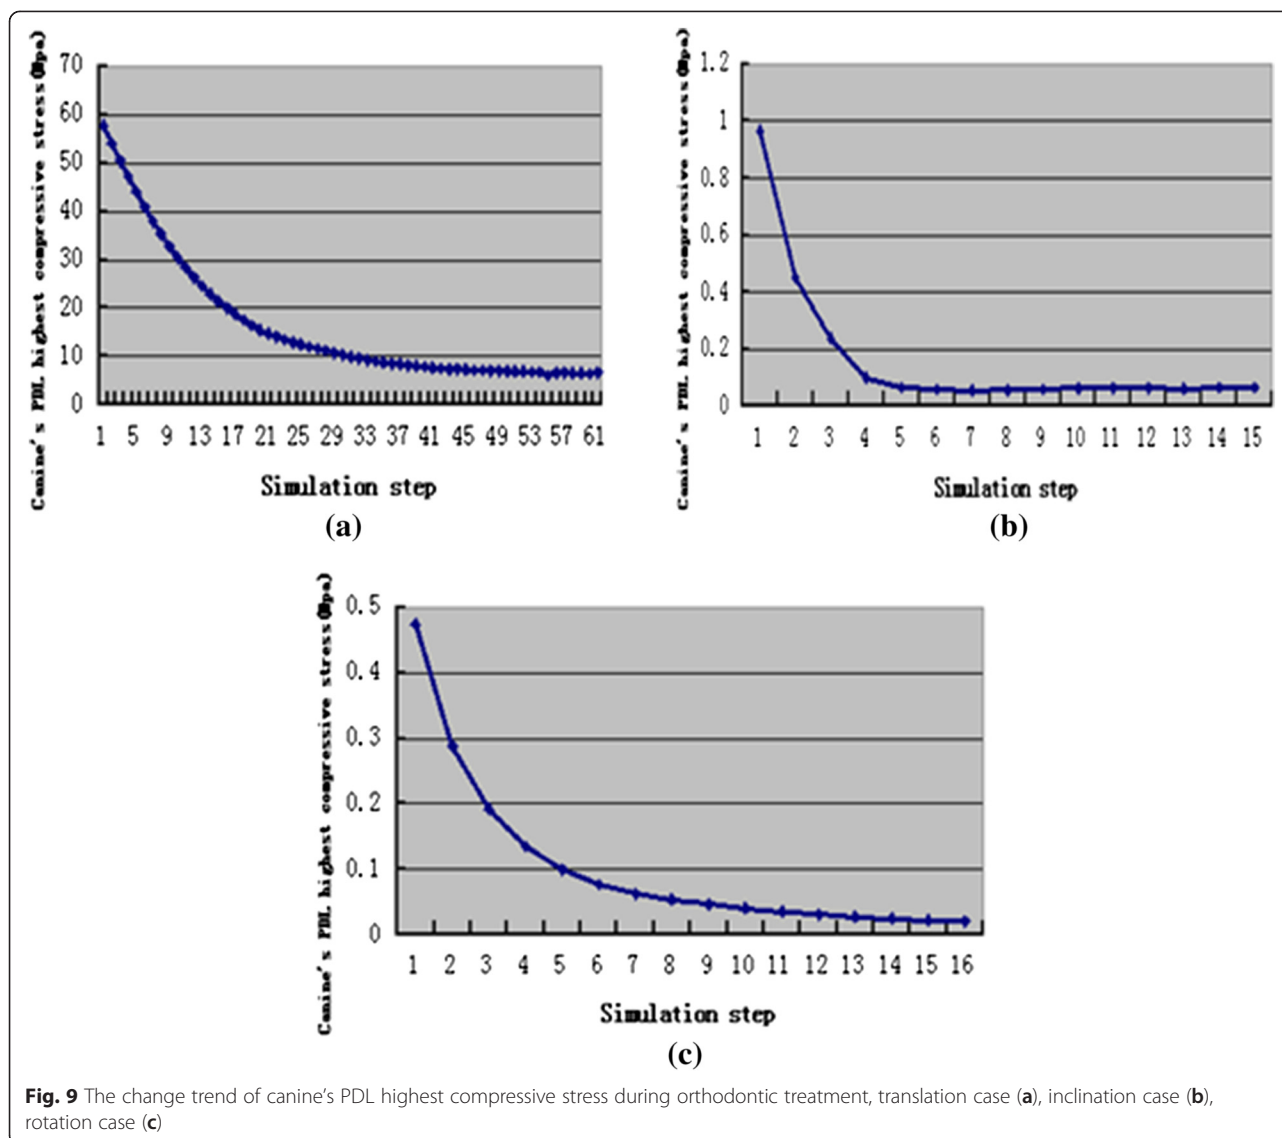 Canine's PDL highest compressive stress(Mpa)
70
60
50
40
30
20
10
0
1 5 9 13 17 21 25 29 33 37 41 45 49 53 57 61
Simulation step
(a)
Canine's PDL highest compressive stress(Mpa)
1.2
1
0.8
0.6
0.4
0.2
0
1 2 3 4 5 6 7 8 9 10 11 12 13 14 15
Simulation step
(b)
Canine's PDL highest compressive stress(Mpa)
0.5
0.4
0.3
0.2
0.1
0
1 2 3 4 5 6 7 8 9 10 11 12 13 14 15 16
Simulation step
(c)
Fig. 9 The change trend of canine's PDL highest compressive stress during orthodontic treatment, translation case (a), inclination case (b),
rotation case (c)